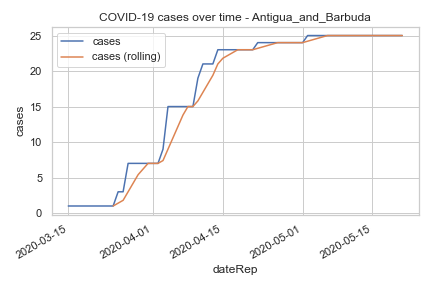 COVID-19 cases over time - Antigua_and_Barbuda
cases
cases (rolling)
25
20
15
10
5
0
cases
2020-03-15
2020-04-01
2020-04-15
2020-05-01
2020-05-15
dateRep